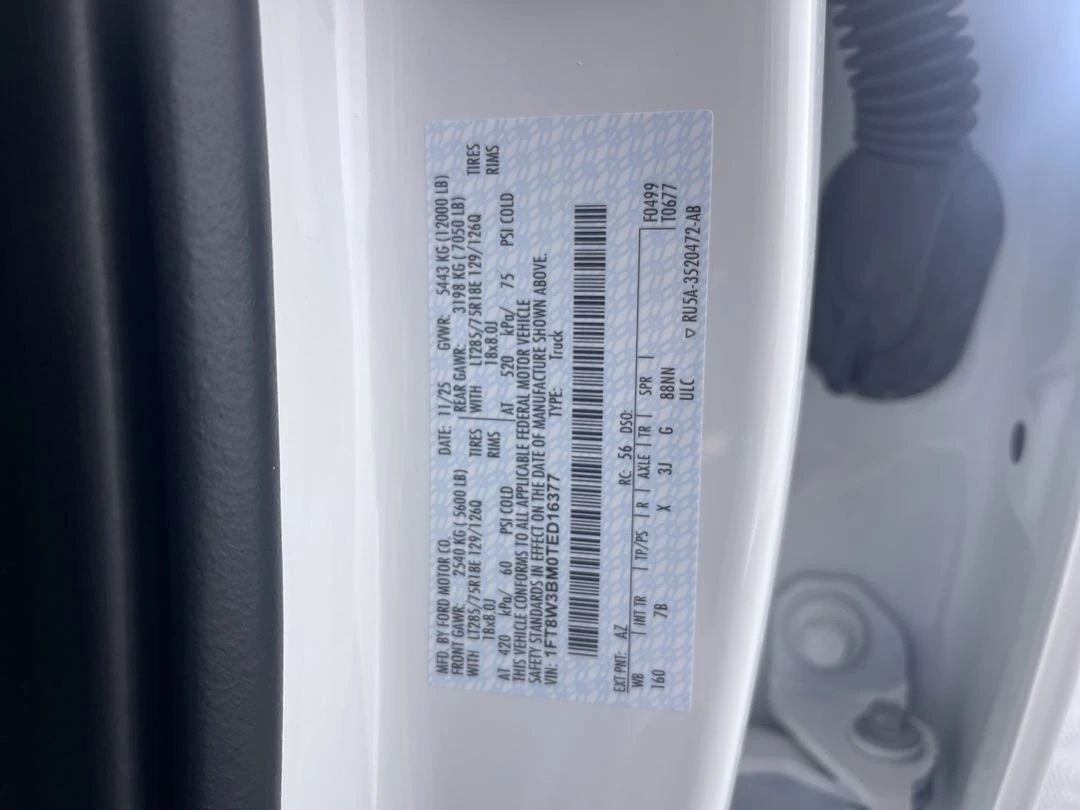 MFD. BY FORD MOTOR CO.
DATE: 11/25 GVWR: 5443 KG (12000 LB)
FRONT GAWR: 2540 KG ( 5600 LB) REAR GAWR: 3198 KG ( 7050 LB)
WITH LT285/75R18E 129/126Q TIRES WITH LT285/75R18E 129/126Q TIRES
18x8.0J RIMS 18x8.0J RIMS
AT 420 kPa/ 60 PSI COLD AT 520 kPa/ 75 PSI COLD
THIS VEHICLE CONFORMS TO ALL APPLICABLE FEDERAL MOTOR VEHICLE
SAFETY STANDARDS IN EFFECT ON THE DATE OF MANUFACTURE SHOWN ABOVE.
VIN: 1FT8W3BM0TED16377 TYPE: Truck
EXT PNT: AZ RC: 56 DSO:
WB INT TR TP/PS R AXLE TR SPR F0499
160 7B X 3J G 88NN T0677
ULC
▽ RU5A-3520472-AB